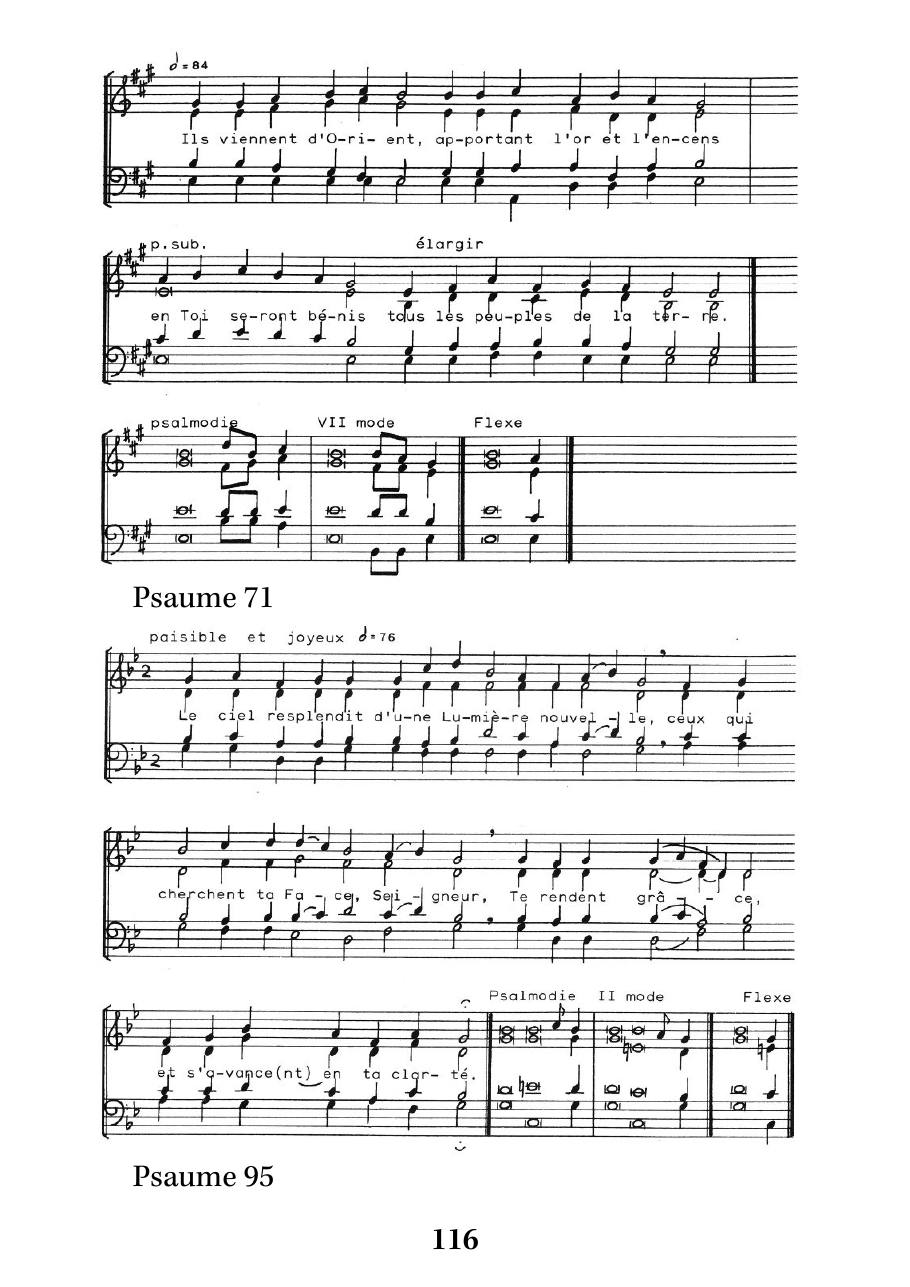 = 84
Ils viennent d'O-ri- ent, ap-portant l'or et l'en-cens
p.sub. élargir
en Toi se-ront bé-nis tous les peu-ples de la ter- re.
psalmodie VII mode Flexe
Psaume 71
paisible et joyeux = 76
2
Le ciel resplendit d'u-ne Lu-miè-re nouvel - le, ceux qui
2
cherchent ta Fa - ce, Sei - gneur, Te rendent grâ - - ce,
Psalmodie II mode Flexe
et s'a-vance(nt) en ta clar- té.
Psaume 95
116